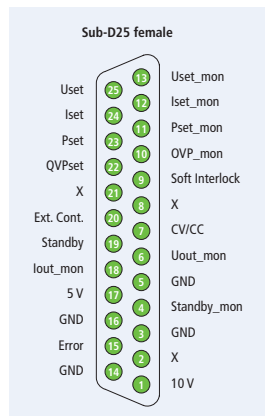 Sub-D25 female
13 Uset_mon
Uset 25
12 Iset_mon
Iset 24
11 Pset_mon
Pset 23
10 OVP_mon
QVPset 22
9 Soft Interlock
X 21
8 X
Ext. Cont. 20
7 CV/CC
Standby 19
6 Uout_mon
Iout_mon 18
5 GND
5 V 17
4 Standby_mon
GND 16
3 GND
Error 15
2 X
GND 14
1 10 V